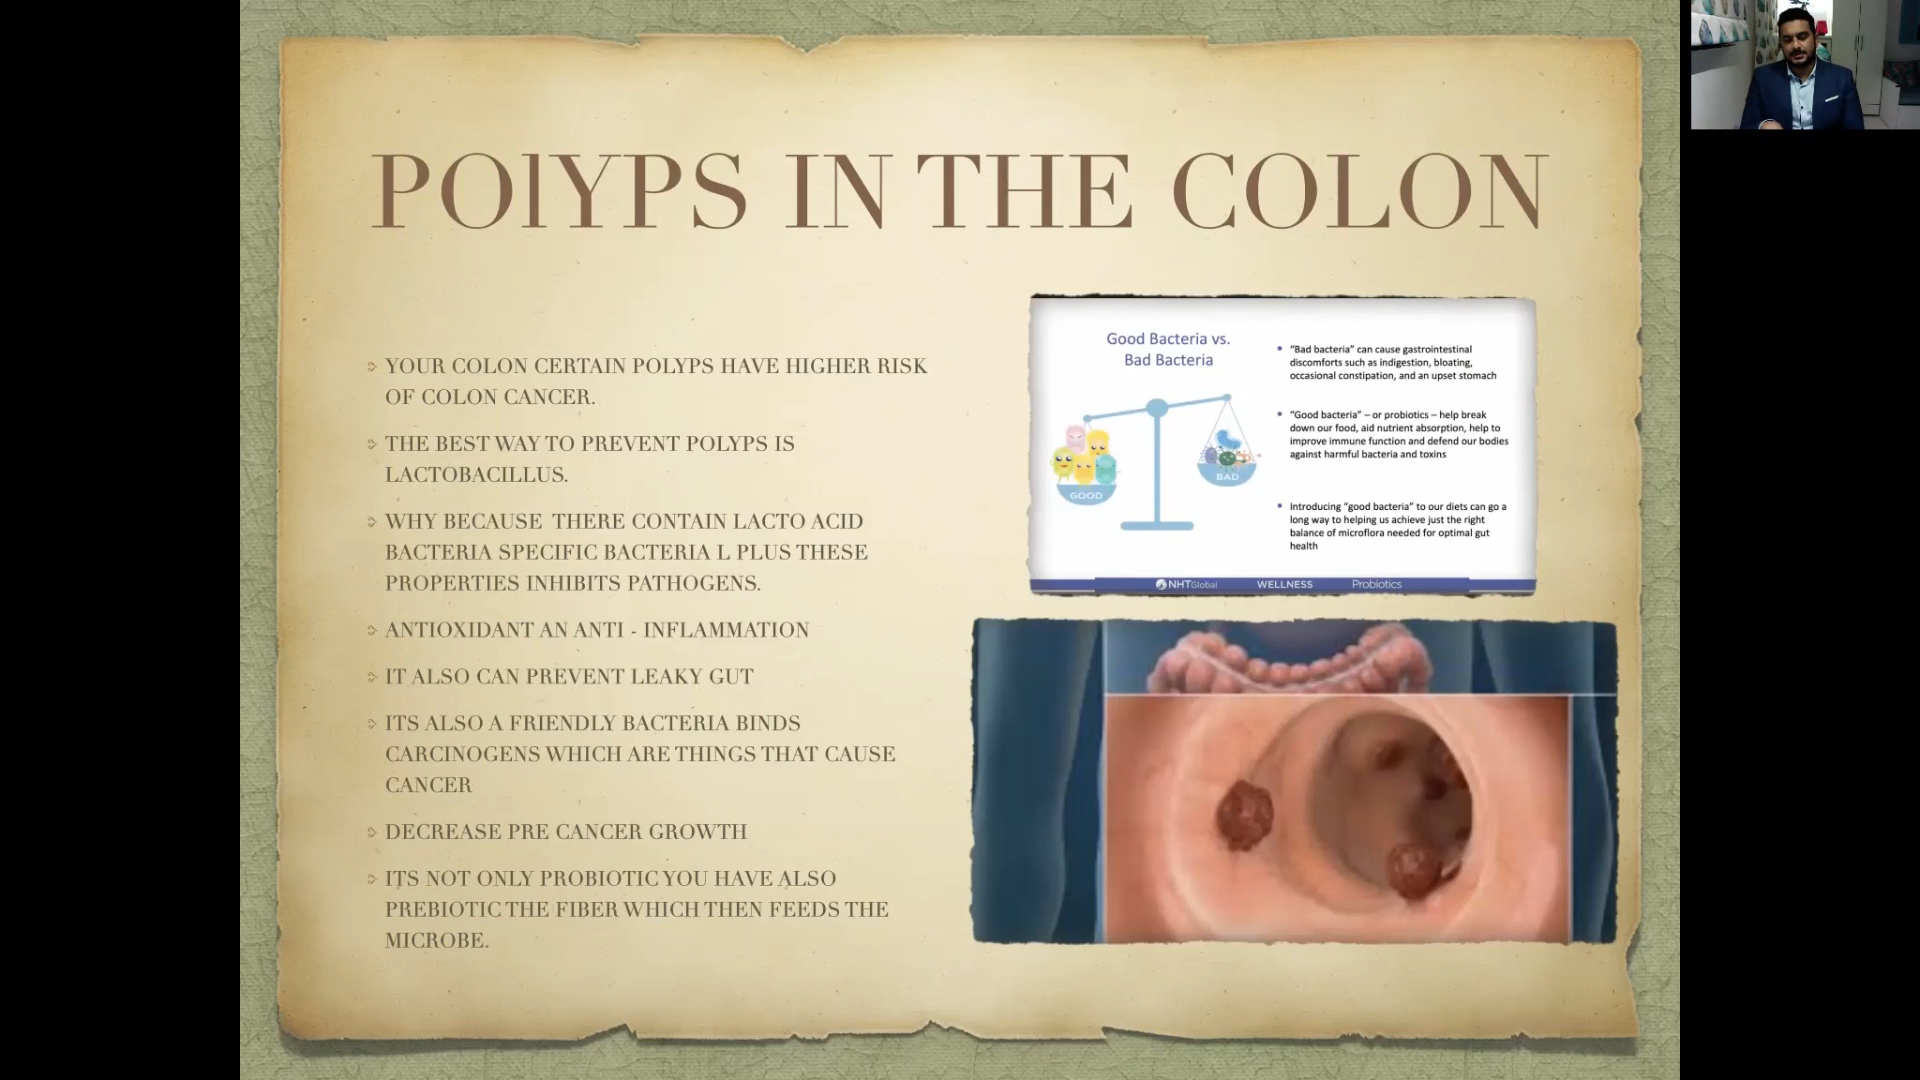 POlYPS IN THE COLON
YOUR COLON CERTAIN POLYPS HAVE HIGHER RISK
OF COLON CANCER.
THE BEST WAY TO PREVENT POLYPS IS
LACTOBACILLUS.
WHY BECAUSE THERE CONTAIN LACTO ACID
BACTERIA SPECIFIC BACTERIA L PLUS THESE
PROPERTIES INHIBITS PATHOGENS.
ANTIOXIDANT AN ANTI - INFLAMMATION
IT ALSO CAN PREVENT LEAKY GUT
ITS ALSO A FRIENDLY BACTERIA BINDS
CARCINOGENS WHICH ARE THINGS THAT CAUSE
CANCER
DECREASE PRE CANCER GROWTH
ITS NOT ONLY PROBIOTIC YOU HAVE ALSO
PREBIOTIC THE FIBER WHICH THEN FEEDS THE
MICROBE.
Good Bacteria vs.
Bad Bacteria
GOOD
BAD
• "Bad bacteria" can cause gastrointestinal
discomforts such as indigestion, bloating,
occasional constipation, and an upset stomach
• "Good bacteria" – or probiotics – help break
down our food, aid nutrient absorption, help to
improve immune function and defend our bodies
against harmful bacteria and toxins
• Introducing "good bacteria" to our diets can go a
long way to helping us achieve just the right
balance of microflora needed for optimal gut
health
NHTGlobal WELLNESS Probiotics